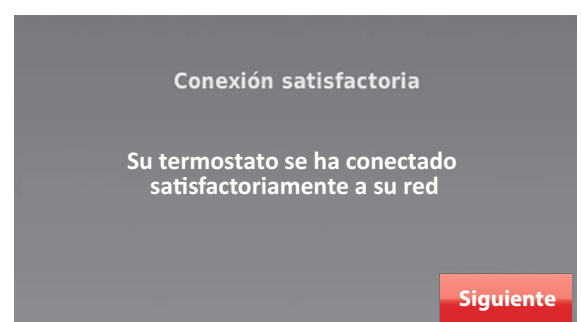 Conexión satisfactoria
Su termostato se ha conectado
satisfactoriamente a su red
Siguiente